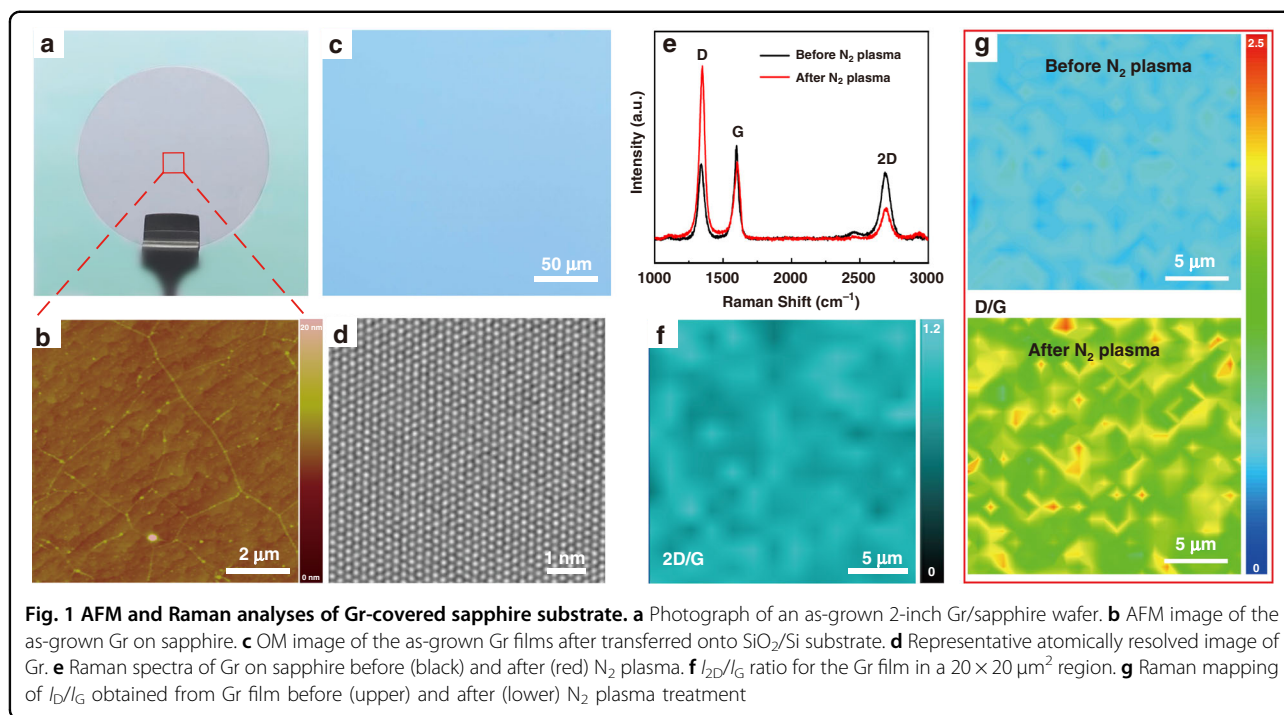 a
c
50 µm
b
20 nm
0 nm
2 µm
d
1 nm
e
D
G
2D
Before N₂ plasma
After N₂ plasma
Intensity (a.u.)
1000 1500 2000 2500 3000
Raman Shift (cm⁻¹)
f
1.2
0
2D/G
5 µm
g
2.5
Before N₂ plasma
5 µm
D/G
After N₂ plasma
5 µm
0
Fig. 1 AFM and Raman analyses of Gr-covered sapphire substrate. a Photograph of an as-grown 2-inch Gr/sapphire wafer. b AFM image of the
as-grown Gr on sapphire. c OM image of the as-grown Gr films after transferred onto SiO₂/Si substrate. d Representative atomically resolved image of
Gr. e Raman spectra of Gr on sapphire before (black) and after (red) N₂ plasma. f I₂D/IG ratio for the Gr film in a 20 × 20 µm² region. g Raman mapping
of ID/IG obtained from Gr film before (upper) and after (lower) N₂ plasma treatment